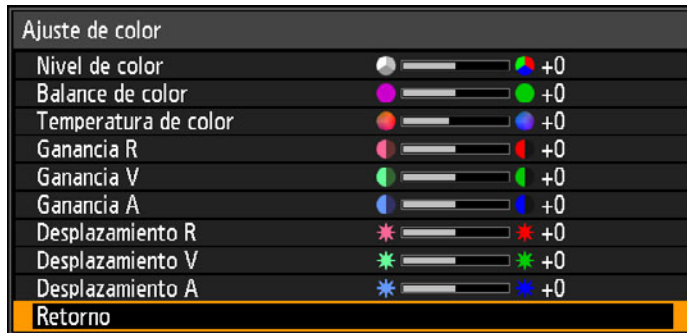 Ajuste de color
Nivel de color +0
Balance de color +0
Temperatura de color +0
Ganancia R +0
Ganancia V +0
Ganancia A +0
Desplazamiento R +0
Desplazamiento V +0
Desplazamiento A +0
Retorno